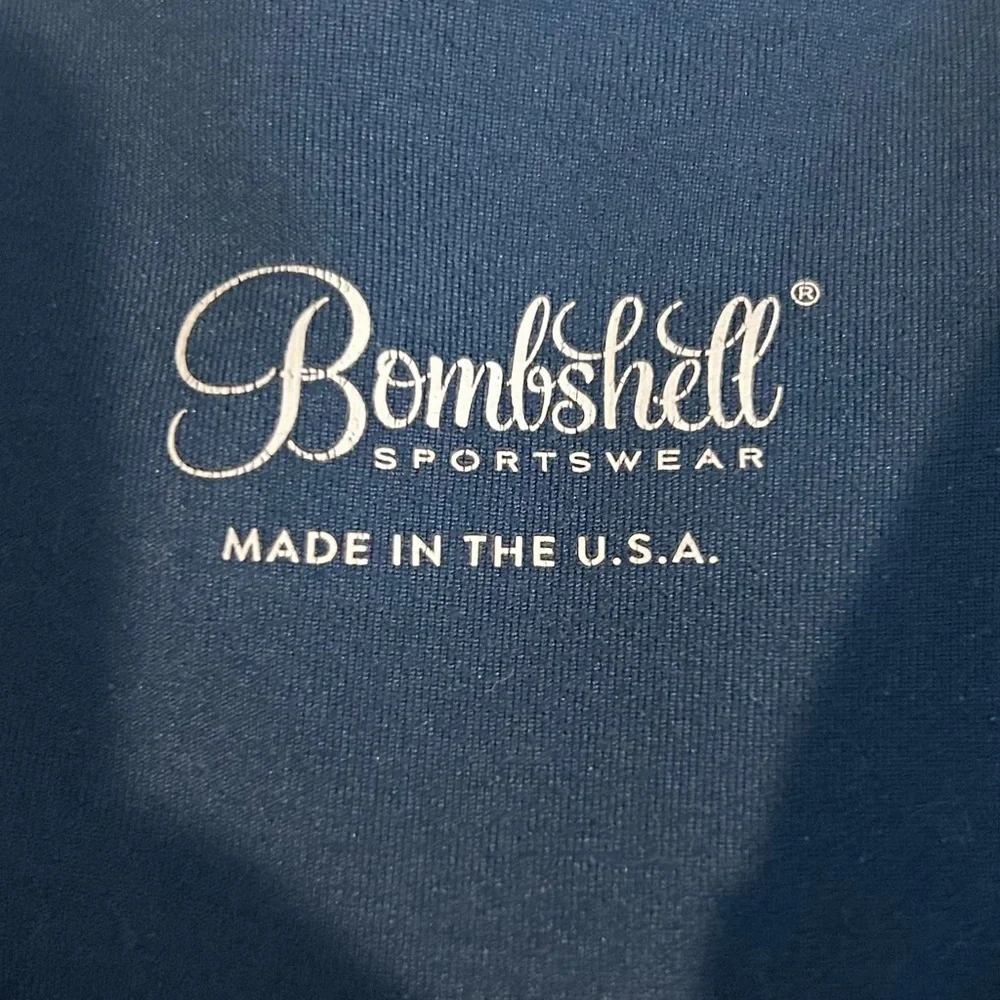 Bombshell®
SPORTSWEAR
MADE IN THE U.S.A.